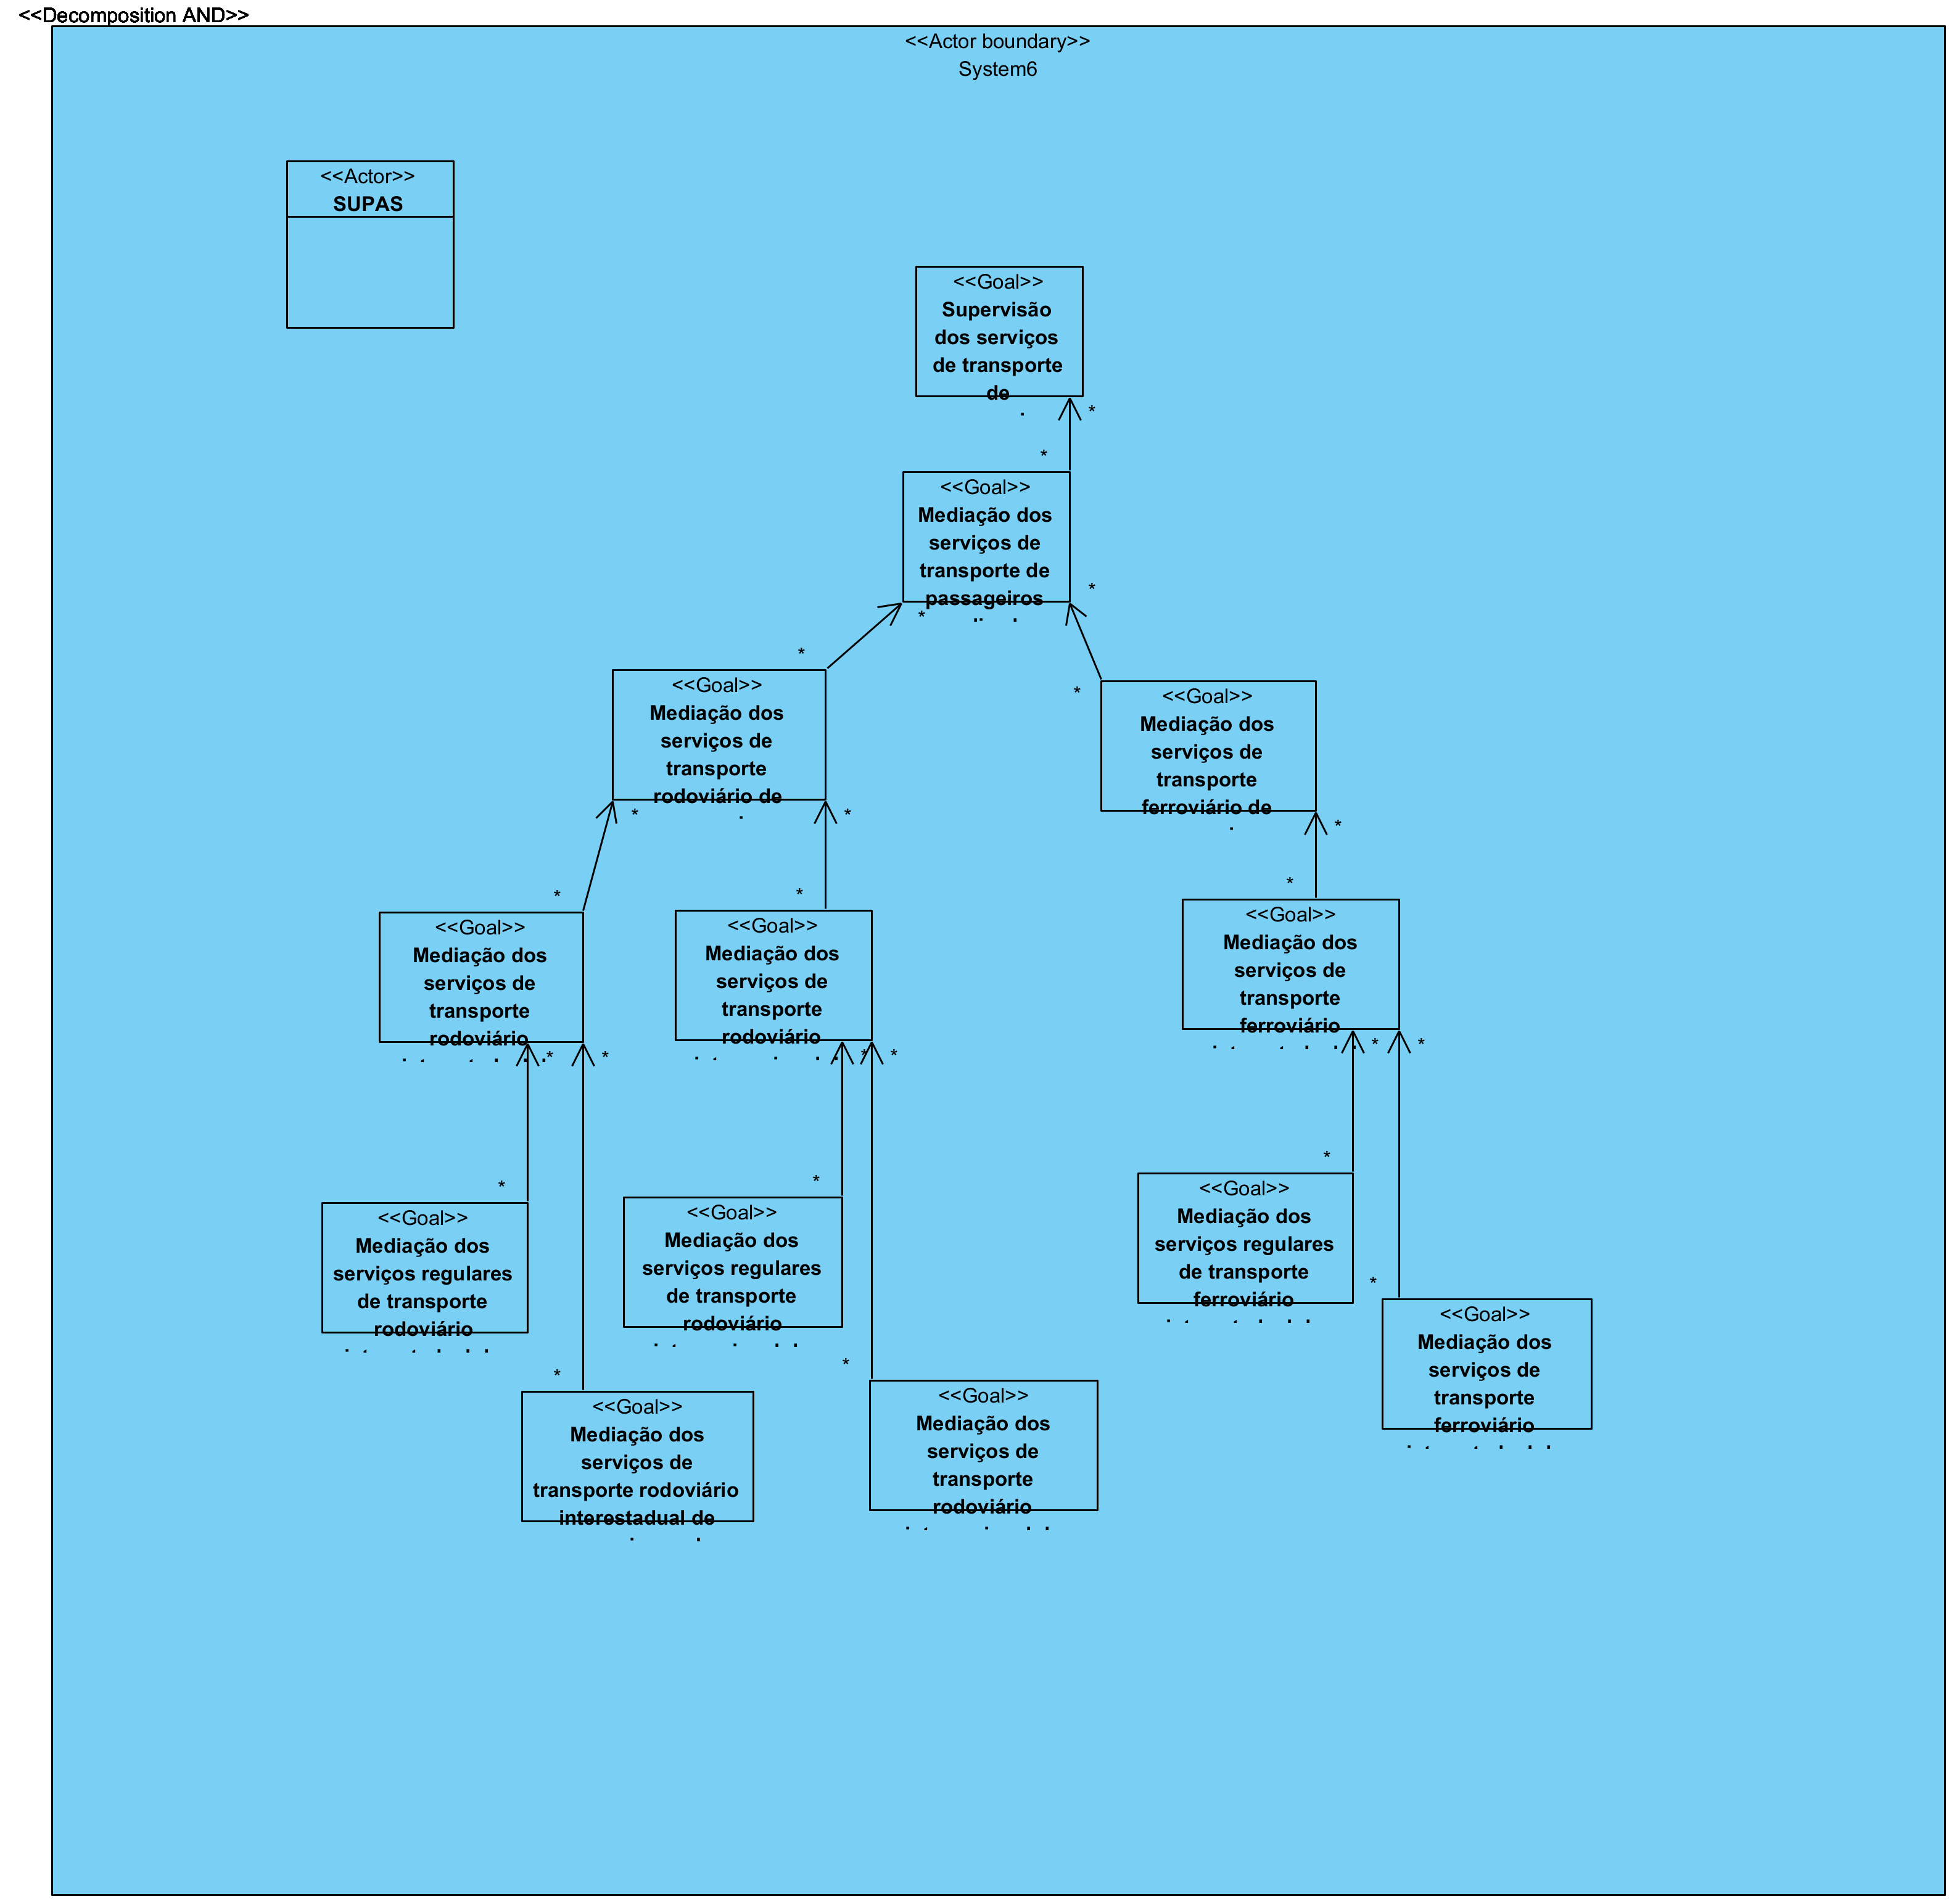 <<Decomposition AND>>
<<Actor boundary>>
System6
<<Actor>>
SUPAS
<<Goal>>
Supervisão
dos serviços
de transporte
de
*
*
<<Goal>>
Mediação dos
serviços de
transporte de
passageiros
*
*
*
*
<<Goal>>
Mediação dos
serviços de
transporte
rodoviário de
<<Goal>>
Mediação dos
serviços de
transporte
ferroviário de
*
*
*
*
*
*
<<Goal>>
Mediação dos
serviços de
transporte
rodoviário
<<Goal>>
Mediação dos
serviços de
transporte
rodoviário
<<Goal>>
Mediação dos
serviços de
transporte
ferroviário
*
*
*
*
*
*
*
*
*
<<Goal>>
Mediação dos
serviços regulares
de transporte
rodoviário
<<Goal>>
Mediação dos
serviços regulares
de transporte
rodoviário
<<Goal>>
Mediação dos
serviços regulares
de transporte
ferroviário
*
*
*
<<Goal>>
Mediação dos
serviços de
transporte rodoviário
interestadual de
<<Goal>>
Mediação dos
serviços de
transporte
rodoviário
<<Goal>>
Mediação dos
serviços de
transporte
ferroviário